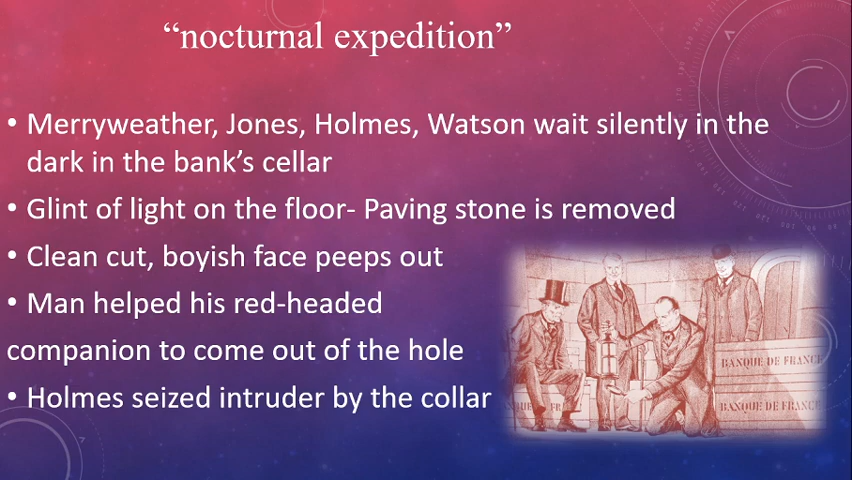 “nocturnal expedition”
• Merryweather, Jones, Holmes, Watson wait silently in the
dark in the bank’s cellar
• Glint of light on the floor- Paving stone is removed
• Clean cut, boyish face peeps out
• Man helped his red-headed
companion to come out of the hole
• Holmes seized intruder by the collar
BANQUE DE FRANCE
BANQUE DE FRANCE